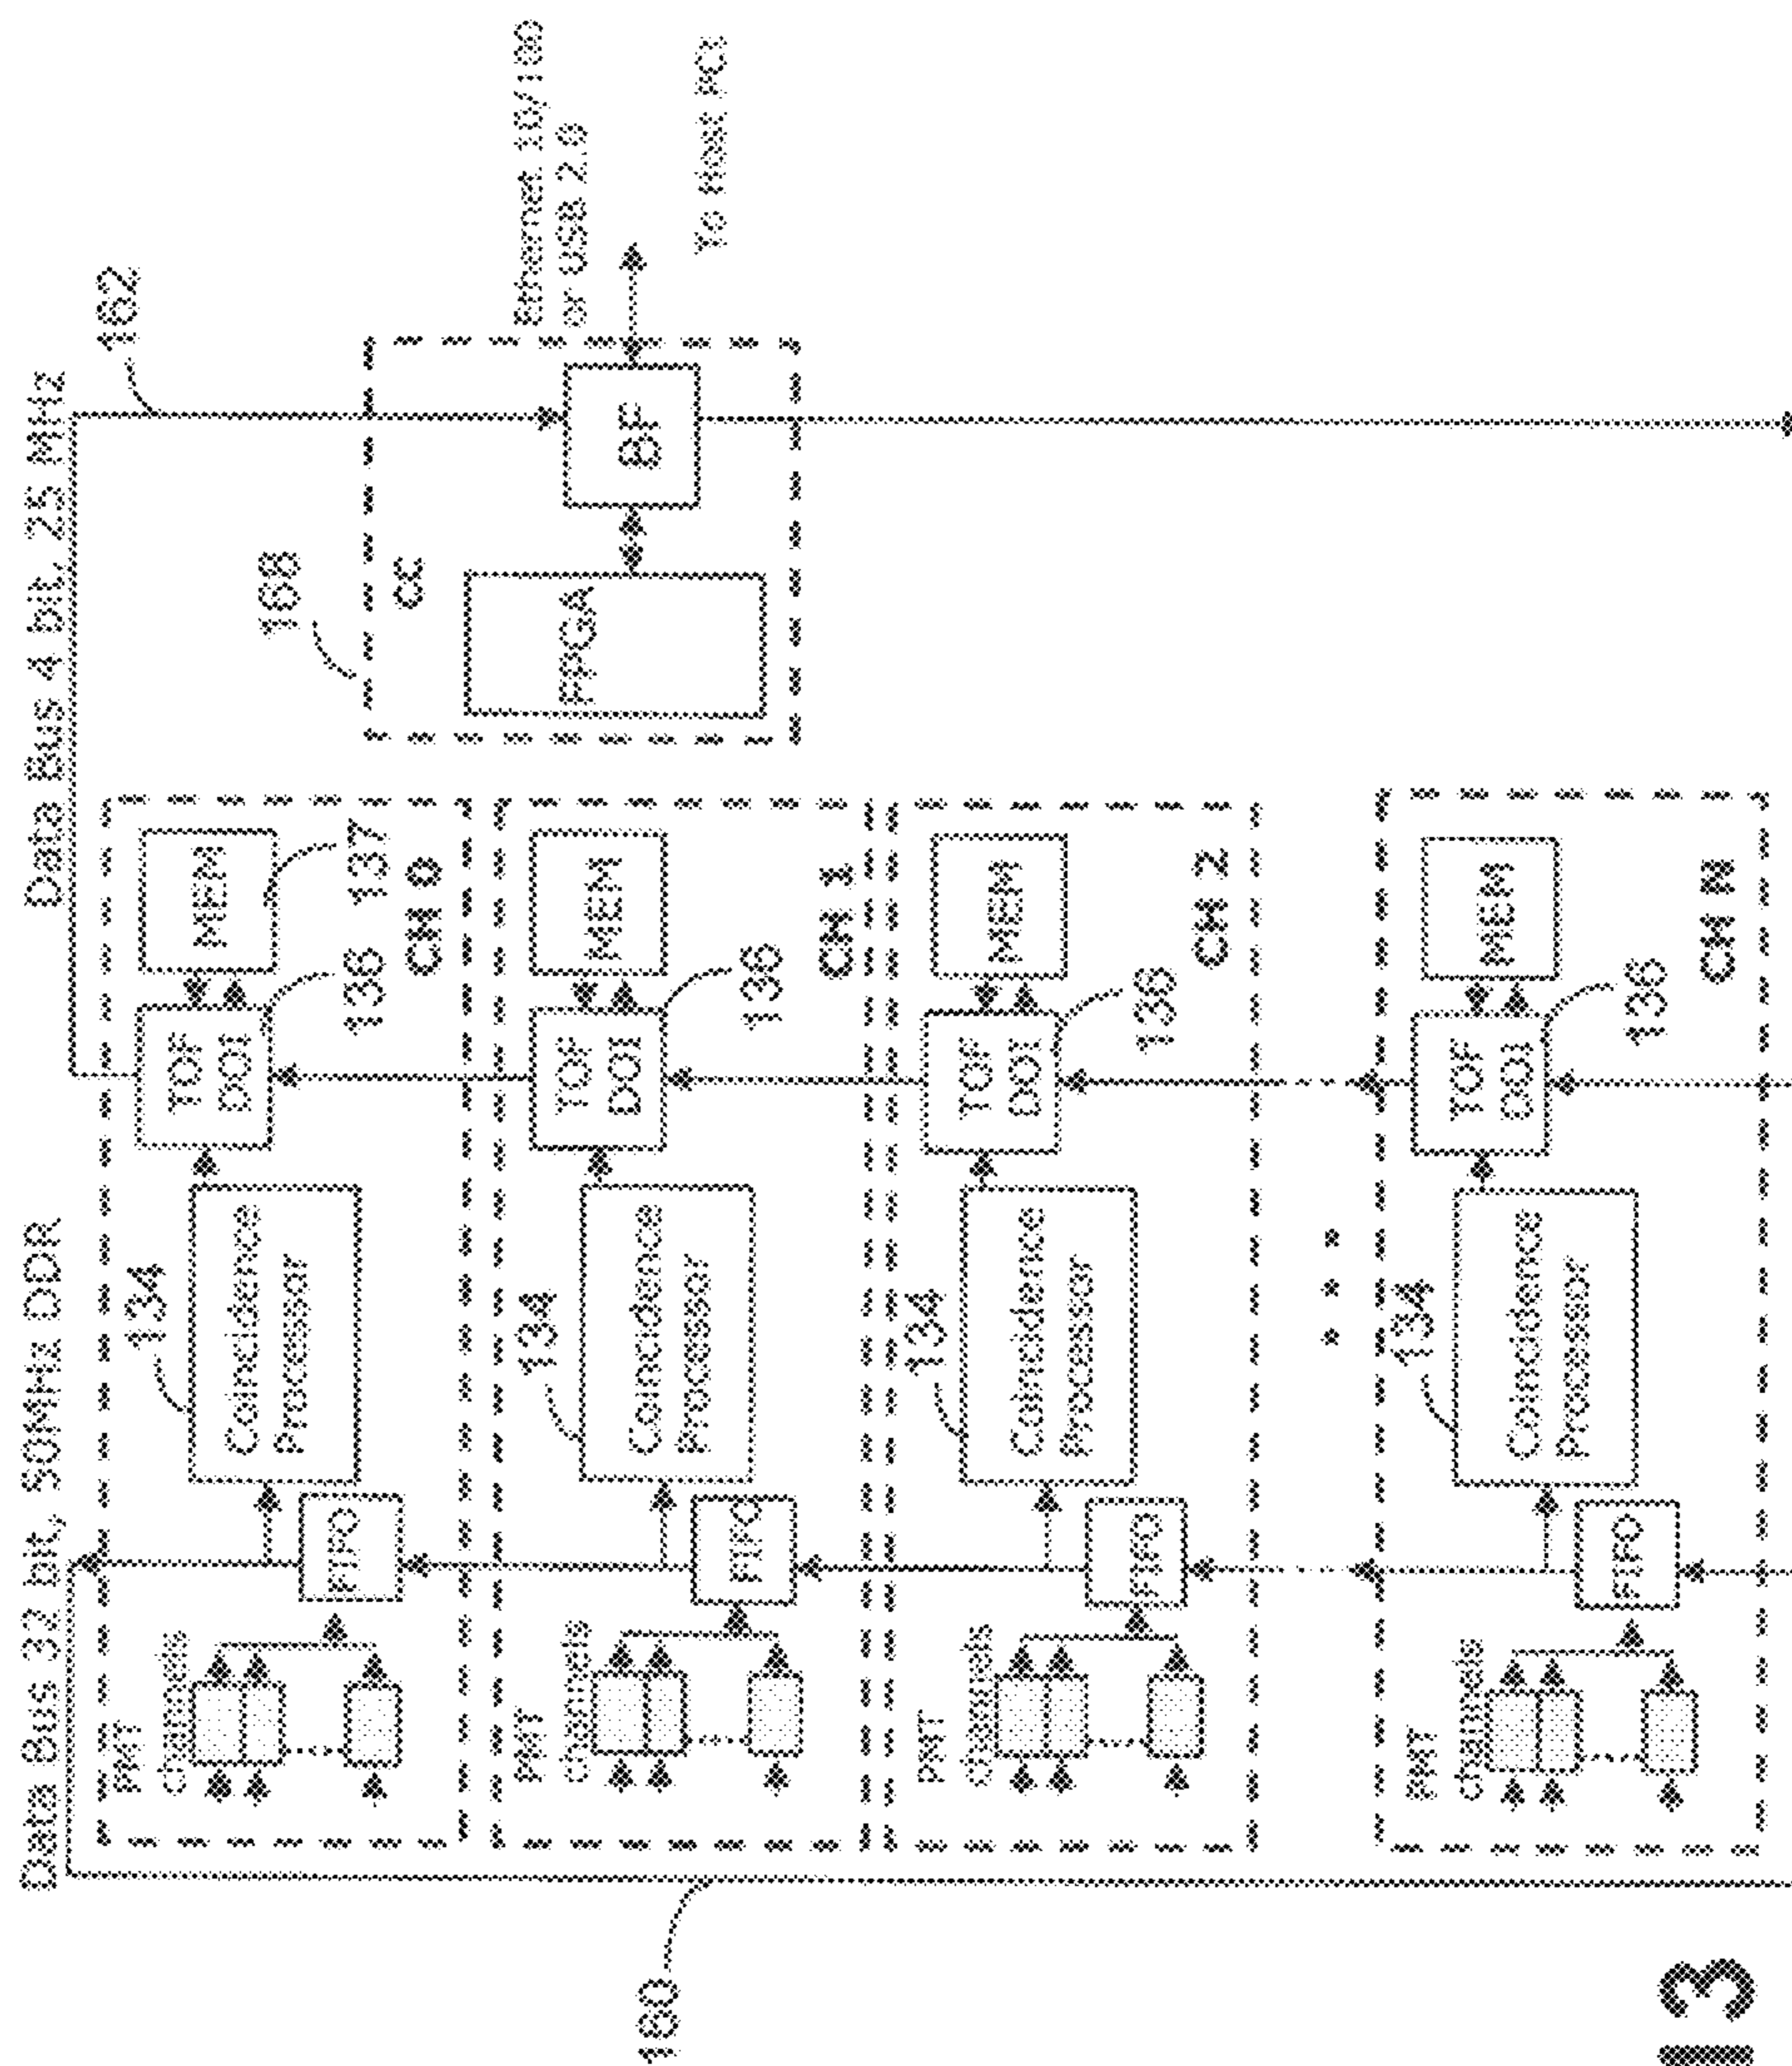 Data Bus 32 bit, 50MHz DDR
Data Bus 4 bit, 25 MHz
162
PMT
channels
FIFO
134
Coincidence
Processor
TOF
DOI
136
MEM
137
CH 0
PMT
channels
FIFO
134
Coincidence
Processor
TOF
DOI
136
MEM
CH 1
PMT
channels
FIFO
134
Coincidence
Processor
TOF
DOI
136
MEM
CH 2
PMT
channels
FIFO
134
Coincidence
Processor
TOF
DOI
136
MEM
CH N
168
CC
FPGA
BF
Ethernet 10/100
or USB 2.0
To Host PC1
160
13